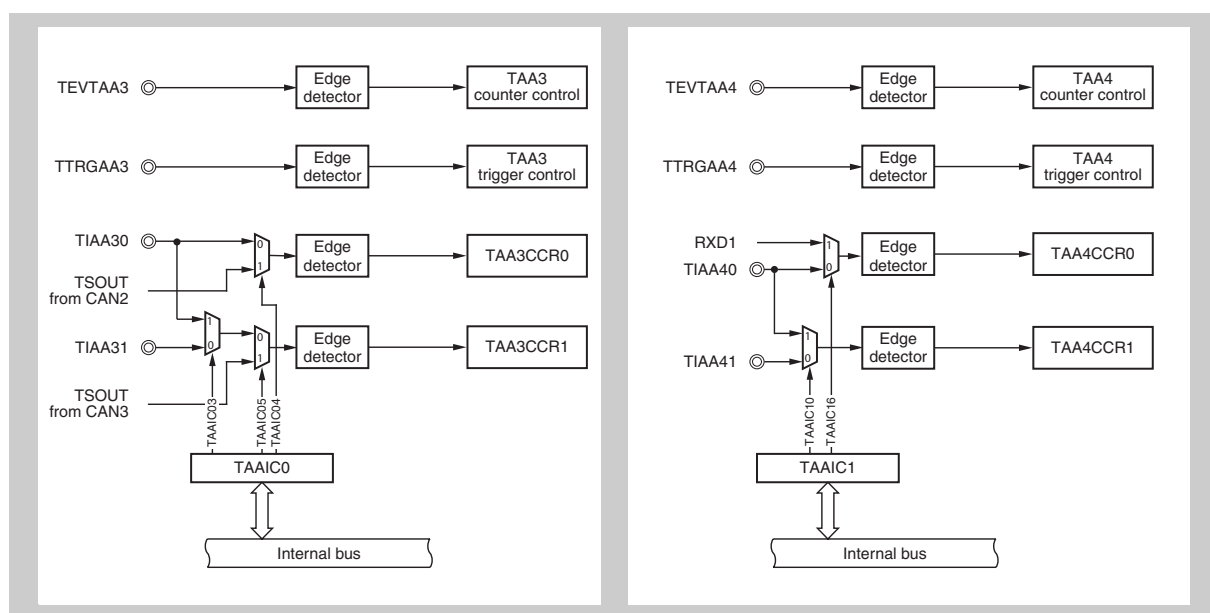 TEVTAA3
Edge
detector
TAA3
counter control
TTRGAA3
Edge
detector
TAA3
trigger control
TIAA30
0
1
Edge
detector
TAA3CCR0
TSOUT
from CAN2
1
0
TIAA31
0
1
Edge
detector
TAA3CCR1
TSOUT
from CAN3
TAAIC03
TAAIC05
TAAIC04
TAAIC0
Internal bus
TEVTAA4
Edge
detector
TAA4
counter control
TTRGAA4
Edge
detector
TAA4
trigger control
RXD1
1
0
Edge
detector
TAA4CCR0
TIAA40
1
0
Edge
detector
TAA4CCR1
TIAA41
TAAIC10
TAAIC16
TAAIC1
Internal bus